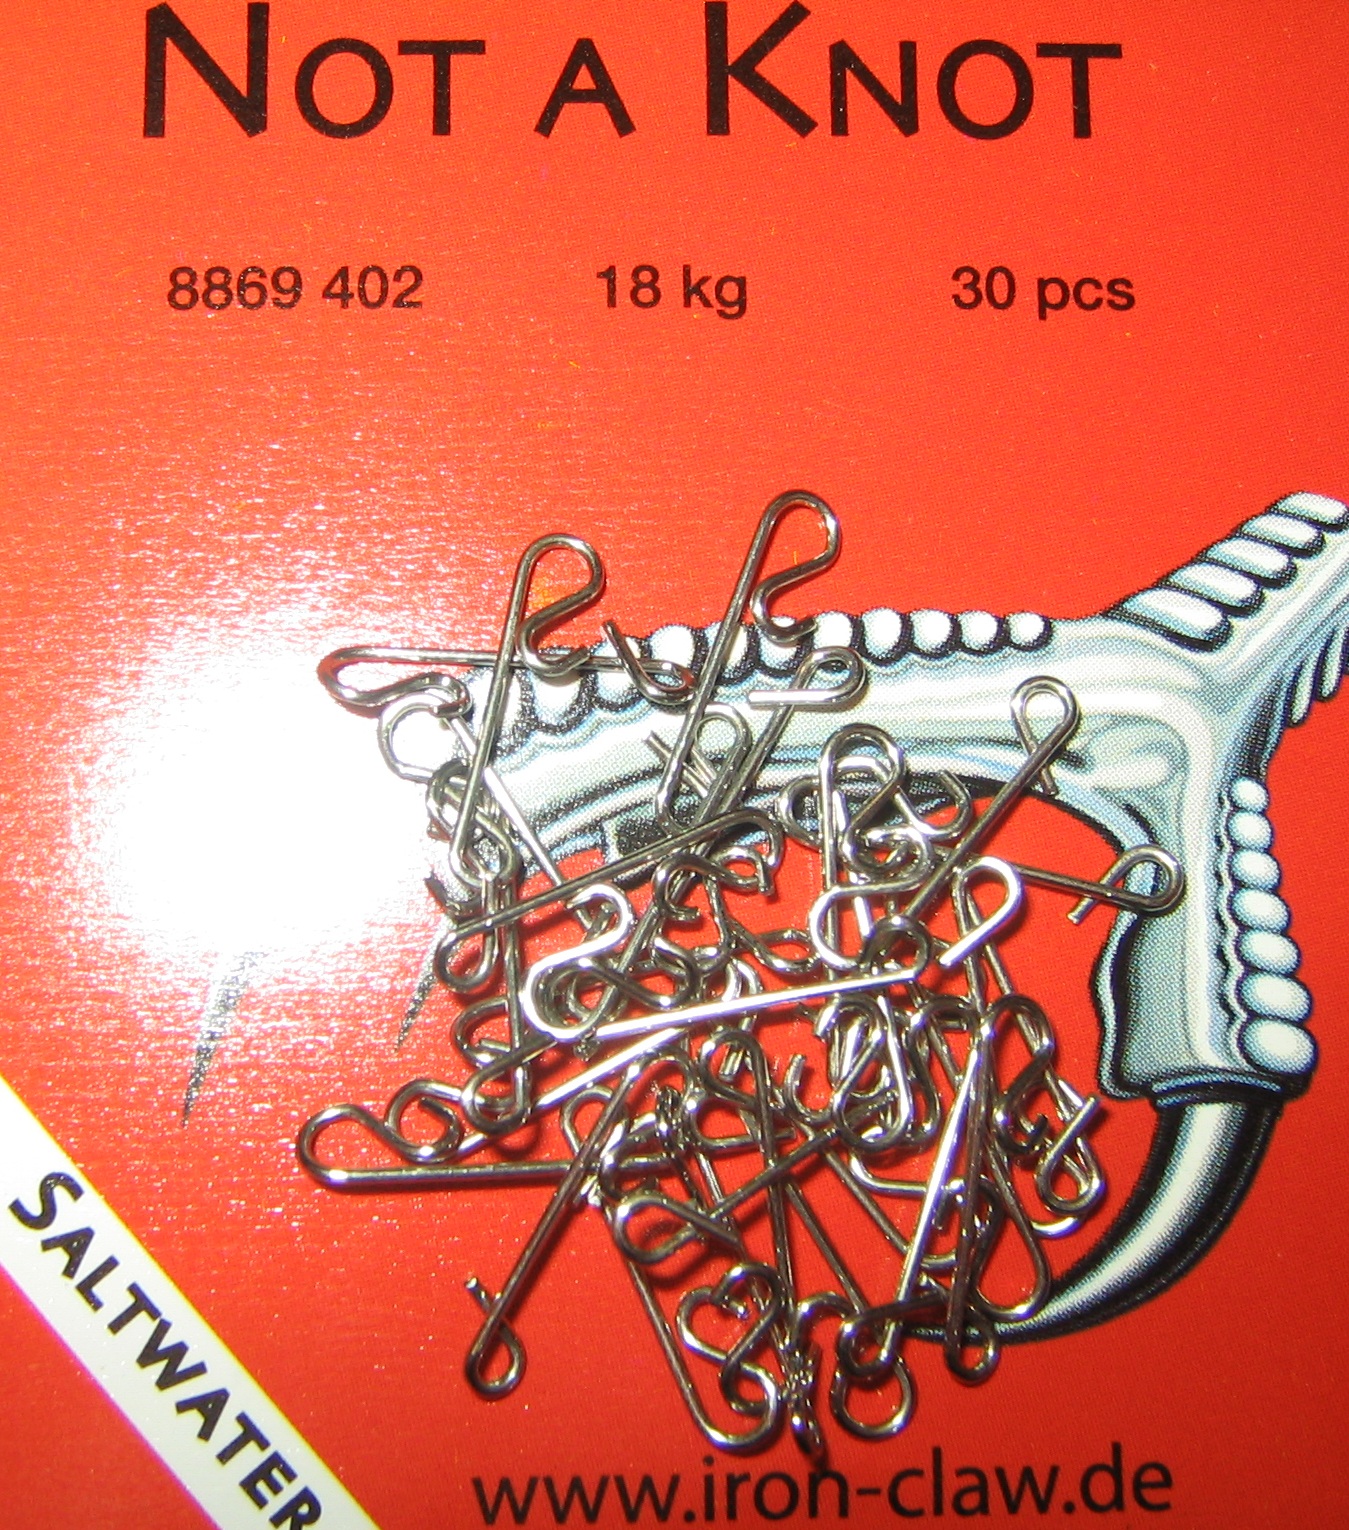 NOT A KNOT
8869 402 18 kg 30 pcs
SALTWATER
www.iron-claw.de